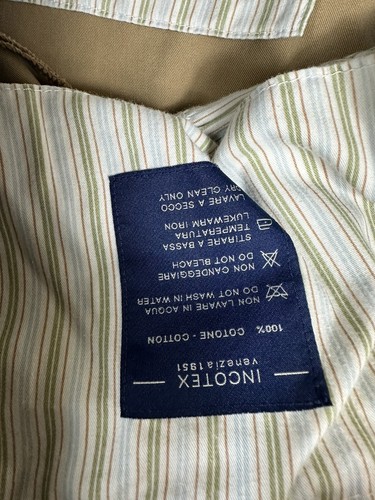 INCOTEX
venezia 1951
100% COTONE - COTTON
NON LAVARE IN ACQUA
DO NOT WASH IN WATER
NON CANDEGGIARE
DO NOT BLEACH
STIRARE A BASSA
TEMPERATURA
LUKEWARM IRON
LAVARE A SECCO
DRY CLEAN ONLY